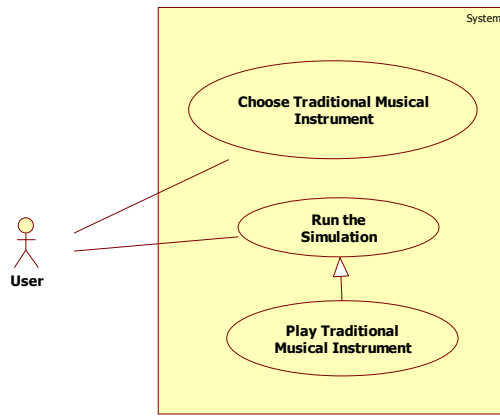 System
Choose Traditional Musical
Instrument
Run the
Simulation
User
Play Traditional
Musical Instrument